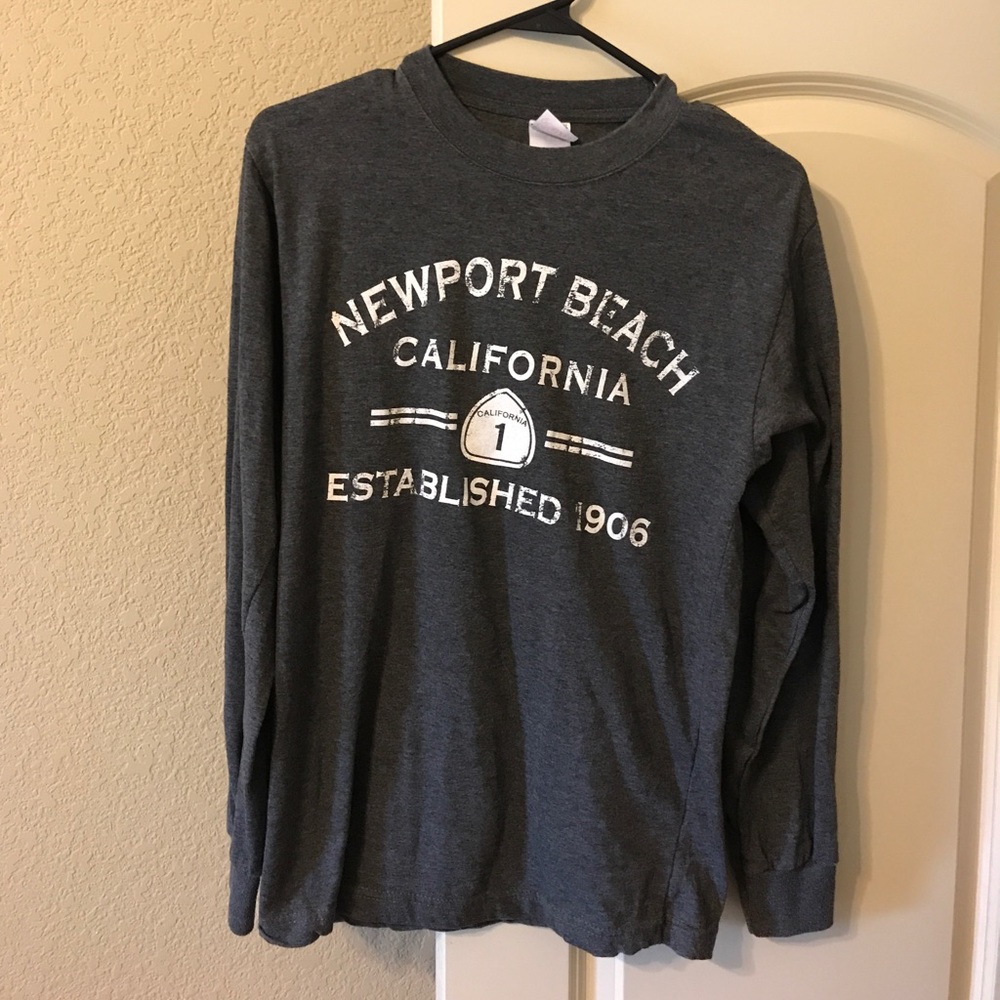 NEWPORT BEACH
CALIFORNIA
CALIFORNIA
1
ESTABLISHED 1906